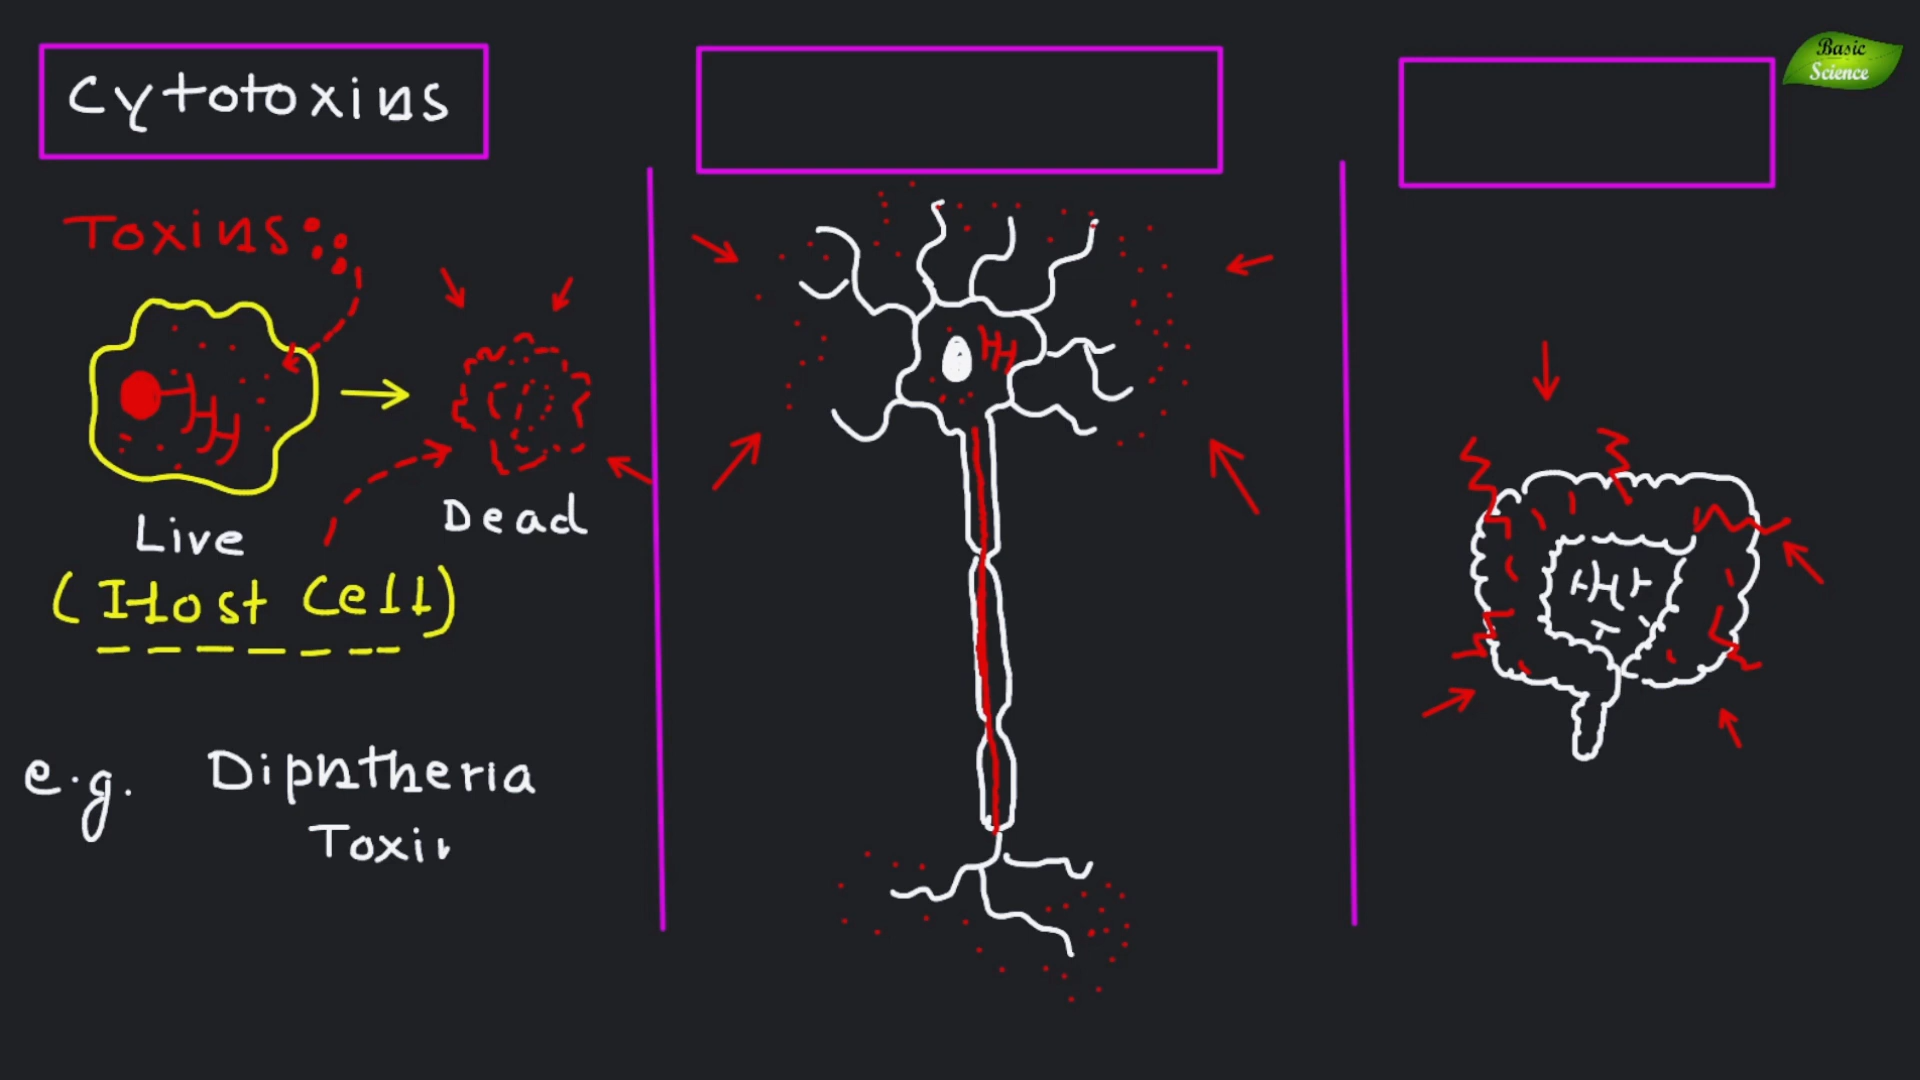 Cytotoxins
Basic
Science
Toxins
Live
Dead
(Host Cell)
e.g. Diphtheria
Toxi